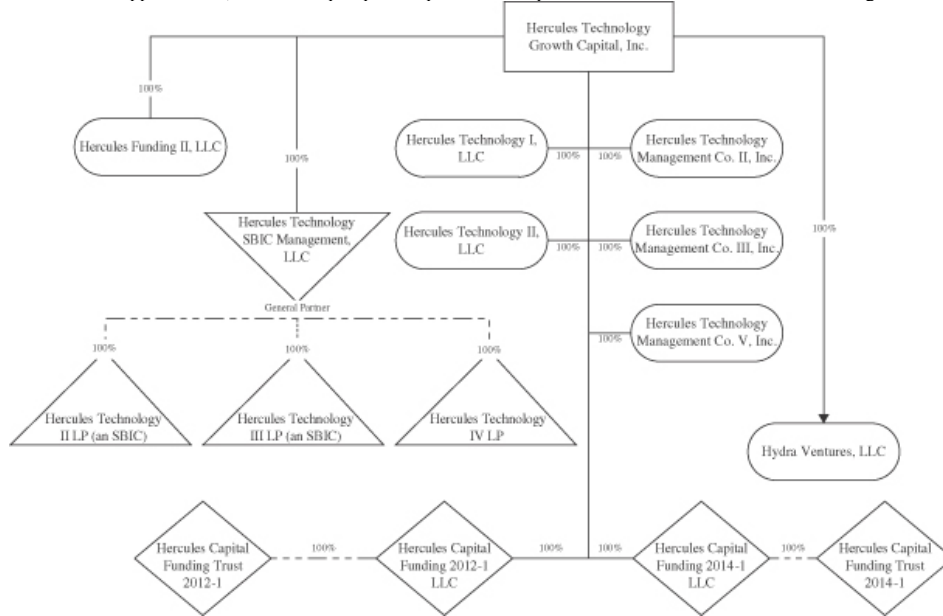 Hercules Technology
Growth Capital, Inc.
100%
Hercules Funding II, LLC
100%
Hercules Technology
SBIC Management,
LLC
General Partner
100%
100%
100%
Hercules Technology
II LP (an SBIC)
Hercules Technology
III LP (an SBIC)
Hercules Technology
IV LP
Hercules Technology I,
LLC
100%
100%
Hercules Technology
Management Co. II, Inc.
Hercules Technology II,
LLC
100%
100%
Hercules Technology
Management Co. III, Inc.
100%
Hercules Technology
Management Co. V, Inc.
100%
Hydra Ventures, LLC
Hercules Capital
Funding Trust
2012-1
100%
Hercules Capital
Funding 2012-1
LLC
100%
100%
Hercules Capital
Funding 2014-1
LLC
100%
Hercules Capital
Funding Trust
2014-1